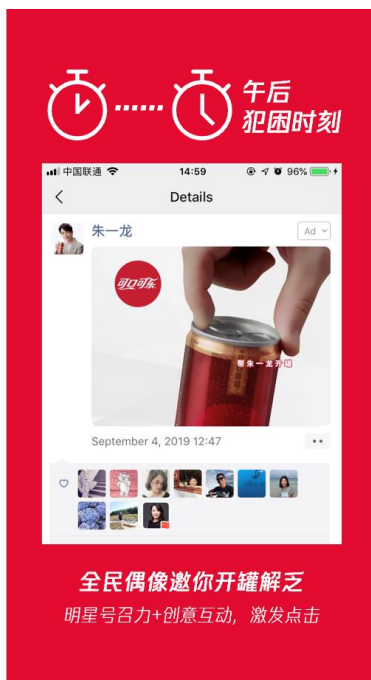 午后
犯困时刻
中国联通
14:59
96%
Details
朱一龙
Ad
可口可乐
帮朱一龙开罐
September 4, 2019 12:47
全民偶像邀你开罐解乏
明星号召力+创意互动，激发点击